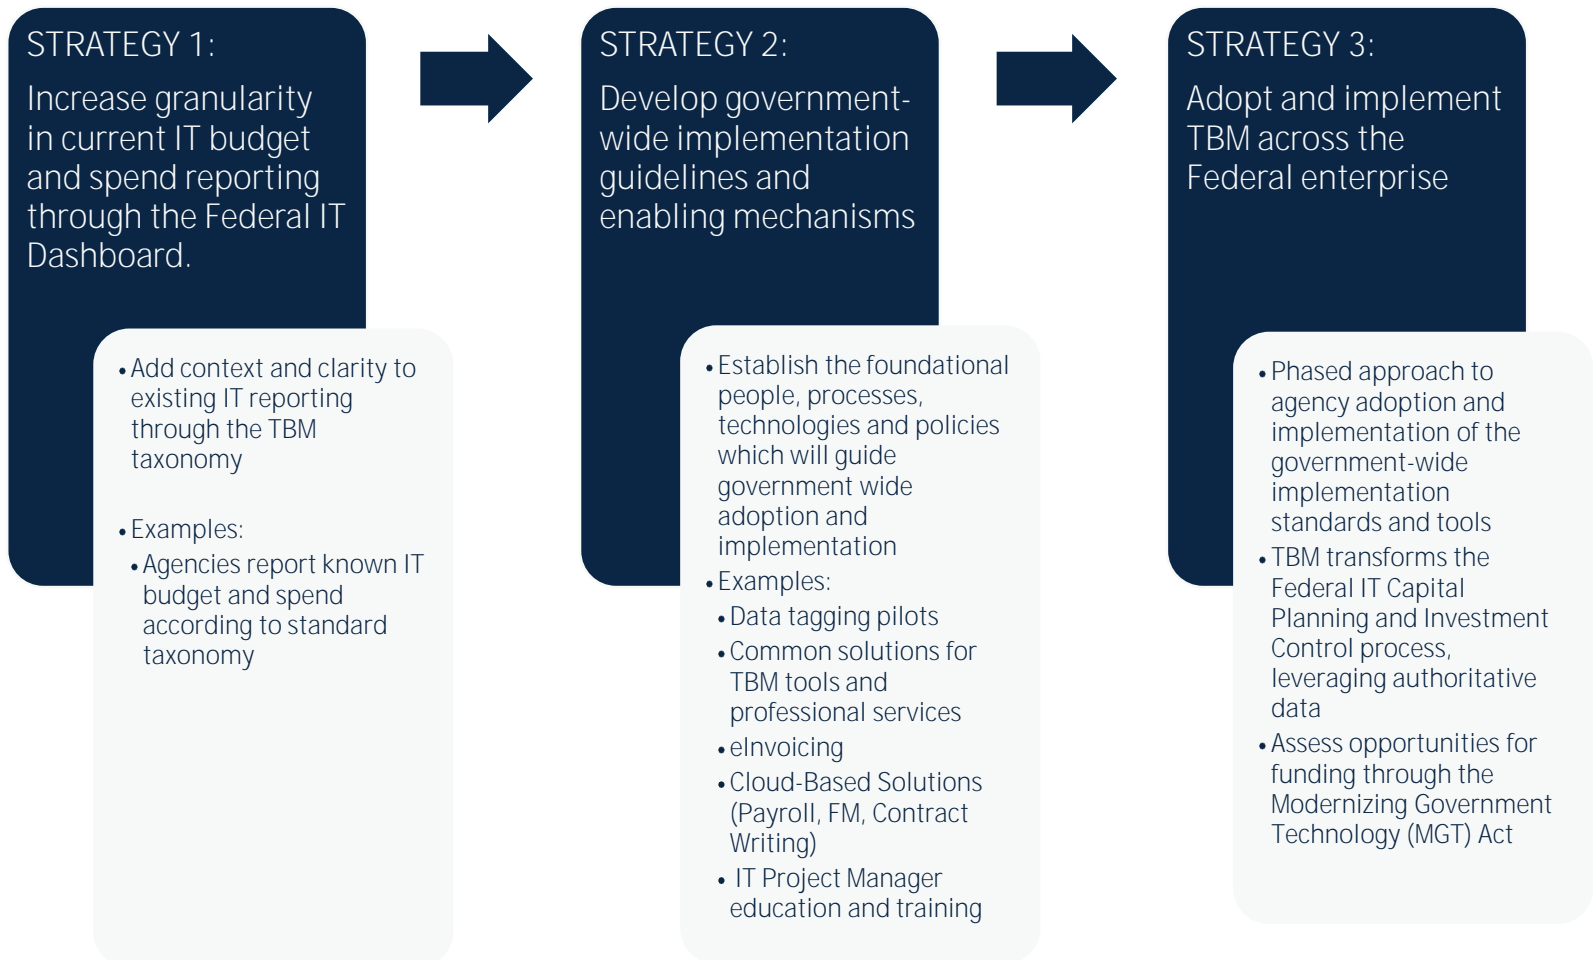 STRATEGY 1:
Increase granularity
in current IT budget
and spend reporting
through the Federal IT
Dashboard.
• Add context and clarity to
existing IT reporting
through the TBM
taxonomy
• Examples:
• Agencies report known IT
budget and spend
according to standard
taxonomy
STRATEGY 2:
Develop government-
wide implementation
guidelines and
enabling mechanisms
• Establish the foundational
people, processes,
technologies and policies
which will guide
government wide
adoption and
implementation
• Examples:
• Data tagging pilots
• Common solutions for
TBM tools and
professional services
• eInvoicing
• Cloud-Based Solutions
(Payroll, FM, Contract
Writing)
• IT Project Manager
education and training
STRATEGY 3:
Adopt and implement
TBM across the
Federal enterprise
• Phased approach to
agency adoption and
implementation of the
government-wide
implementation
standards and tools
• TBM transforms the
Federal IT Capital
Planning and Investment
Control process,
leveraging authoritative
data
• Assess opportunities for
funding through the
Modernizing Government
Technology (MGT) Act